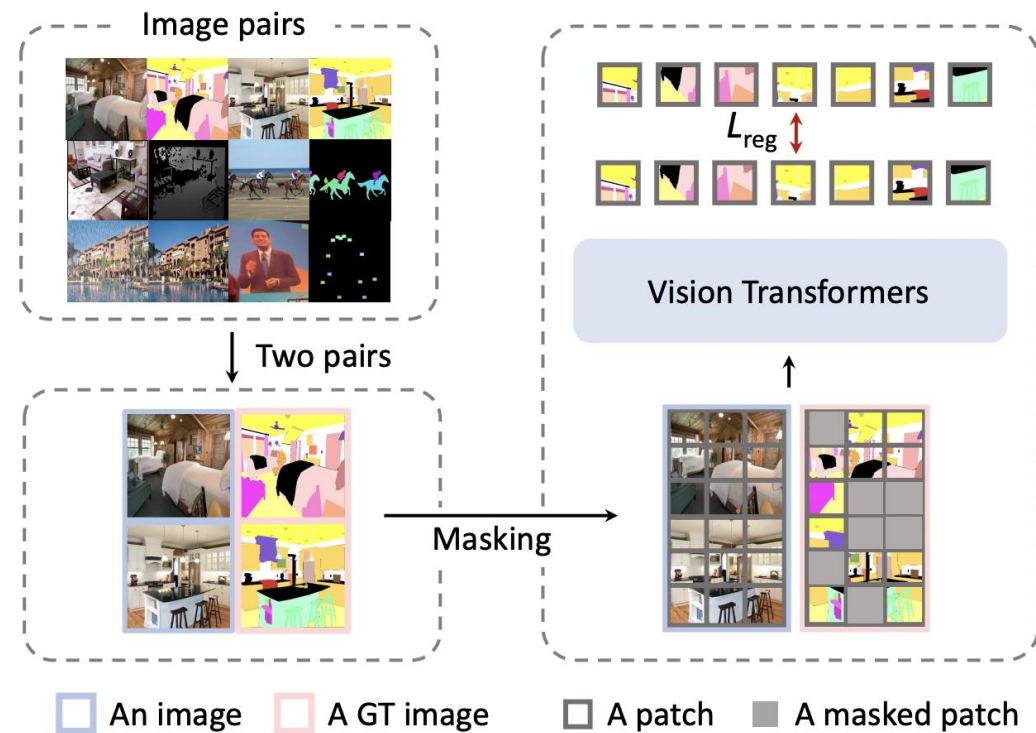 Image pairs
Two pairs
Masking
L_reg
Vision Transformers
An image
A GT image
A patch
A masked patch